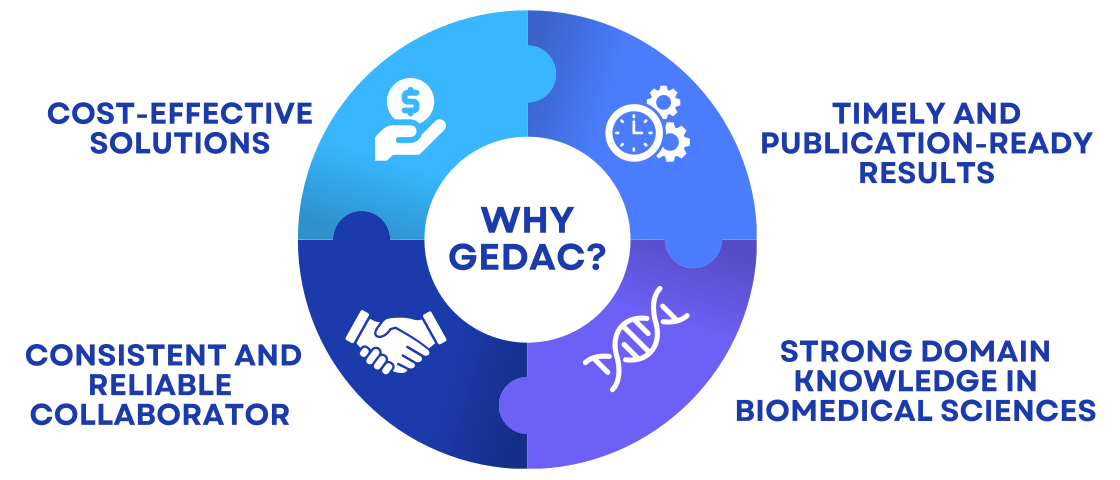 COST-EFFECTIVE
SOLUTIONS
$
TIMELY AND
PUBLICATION-READY
RESULTS
WHY
GEDAC?
CONSISTENT AND
RELIABLE
COLLABORATOR
STRONG DOMAIN
KNOWLEDGE IN
BIOMEDICAL SCIENCES